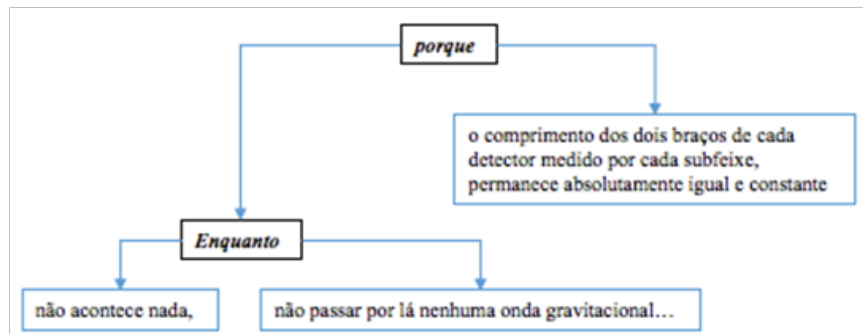 porque
o comprimento dos dois braços de cada
detector medido por cada subfeixe,
permanece absolutamente igual e constante
Enquanto
não acontece nada,
não passar por lá nenhuma onda gravitacional…